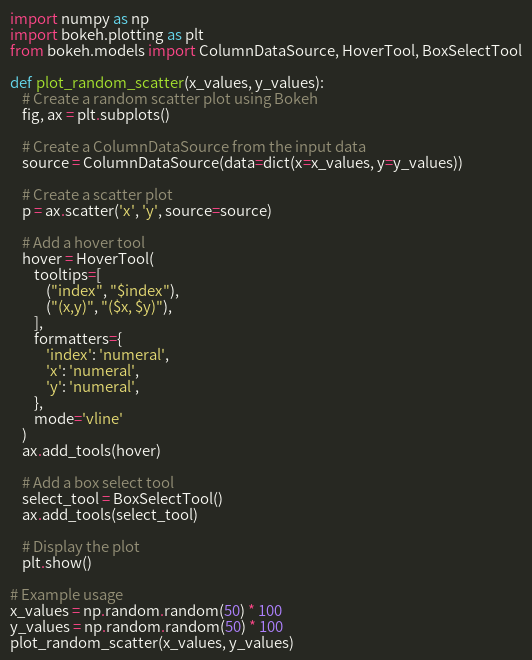 import numpy as np
import bokeh.plotting as plt
from bokeh.models import ColumnDataSource, HoverTool, BoxSelectTool

def plot_random_scatter(x_values, y_values):
    # Create a random scatter plot using Bokeh
    fig, ax = plt.subplots()

    # Create a ColumnDataSource from the input data
    source = ColumnDataSource(data=dict(x=x_values, y=y_values))

    # Create a scatter plot
    p = ax.scatter('x', 'y', source=source)

    # Add a hover tool
    hover = HoverTool(
        tooltips=[
            ("index", "$index"),
            ("(x,y)", "($x, $y)"),
        ],
        formatters={
            'index': 'numeral',
            'x': 'numeral',
            'y': 'numeral',
        },
        mode='vline'
    )
    ax.add_tools(hover)

    # Add a box select tool
    select_tool = BoxSelectTool()
    ax.add_tools(select_tool)

    # Display the plot
    plt.show()

# Example usage
x_values = np.random.random(50) * 100
y_values = np.random.random(50) * 100
plot_random_scatter(x_values, y_values)